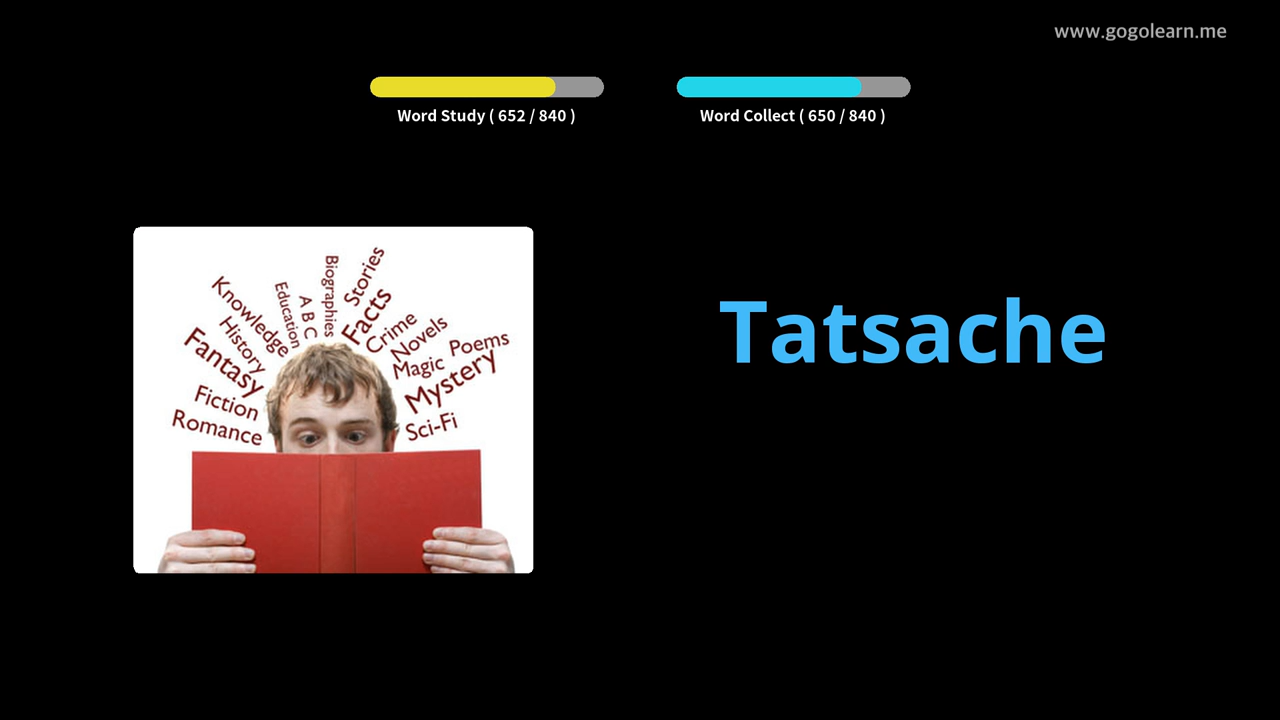 www.gogolearn.me
Word Study ( 652 / 840 )
Word Collect ( 650 / 840 )
Tatsache
Biographies
Stories
Education
A B C
Facts
Knowledge
Crime
History
Novels
Poems
Fantasy
Magic
Mystery
Fiction
Romance
Sci-Fi